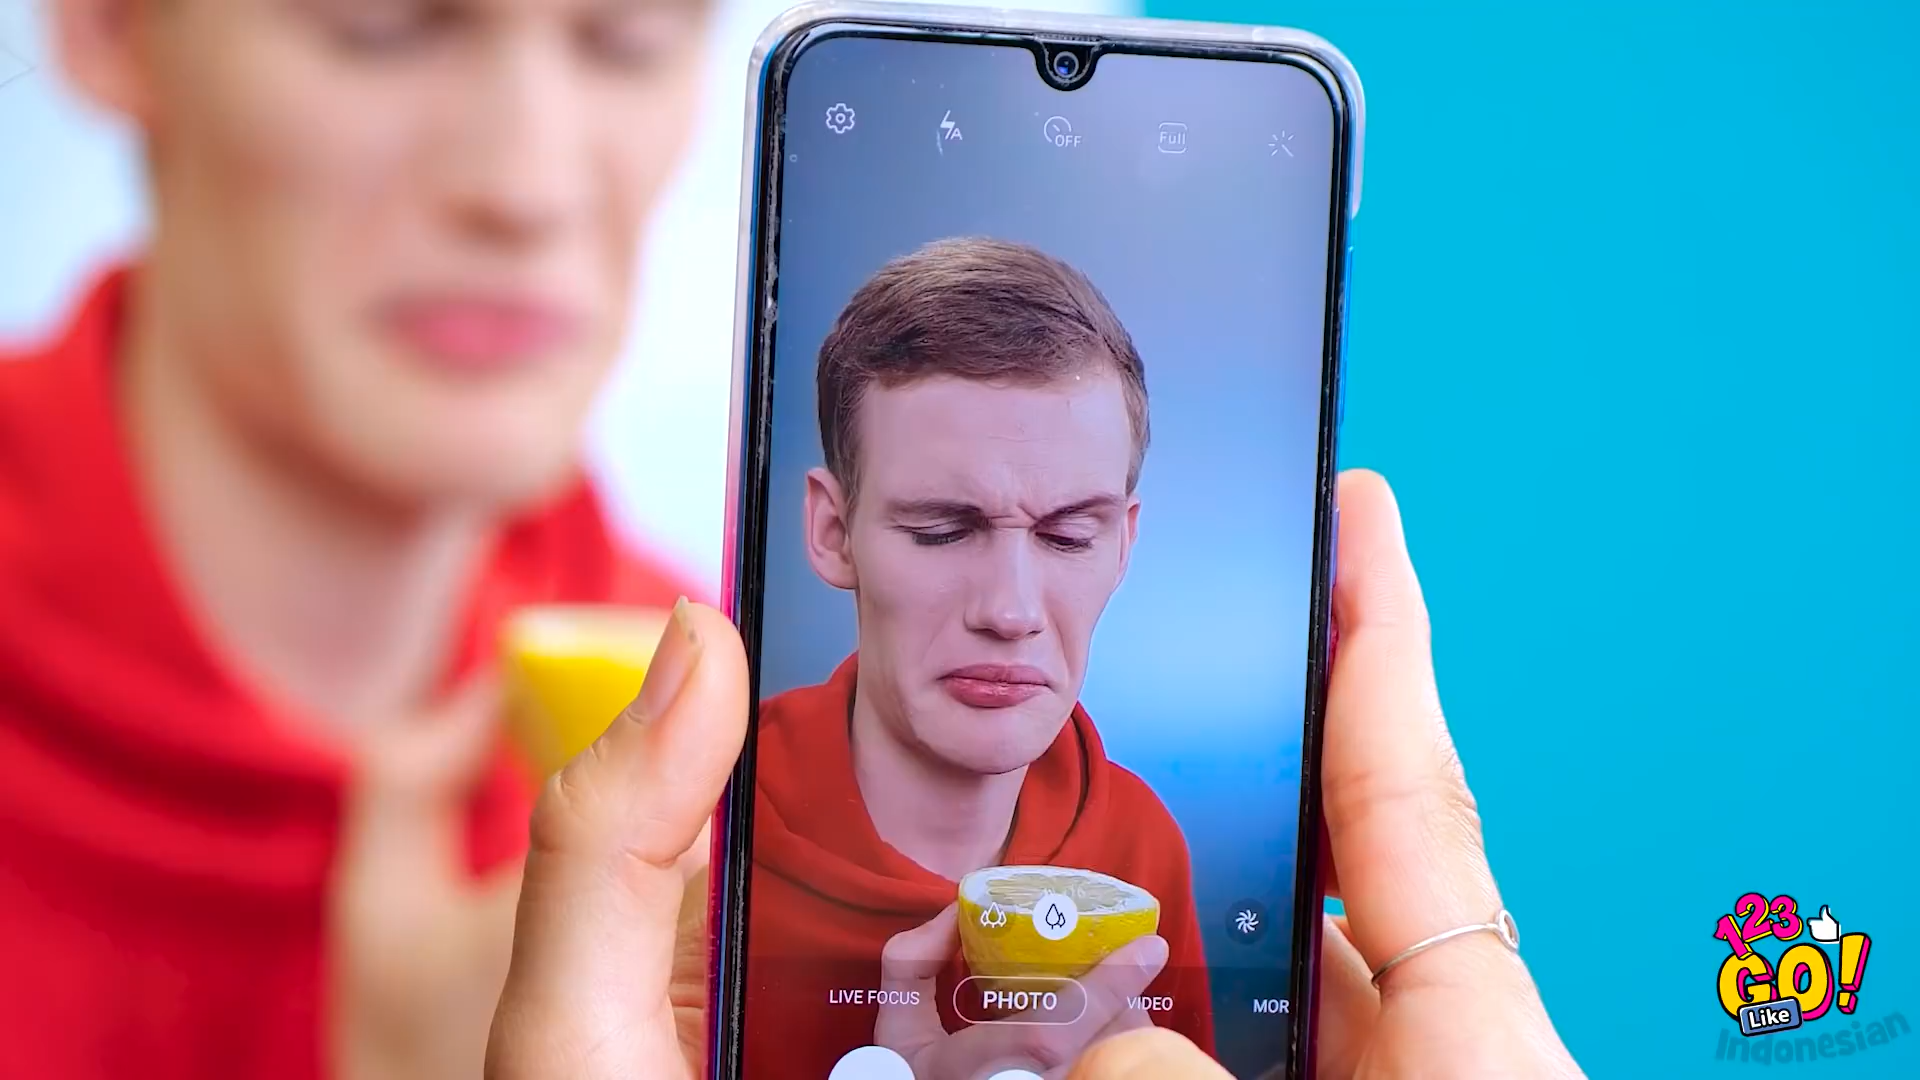 A
OFF
Full
LIVE FOCUS
PHOTO
VIDEO
MOR
123
GO!
Like
Indonesian